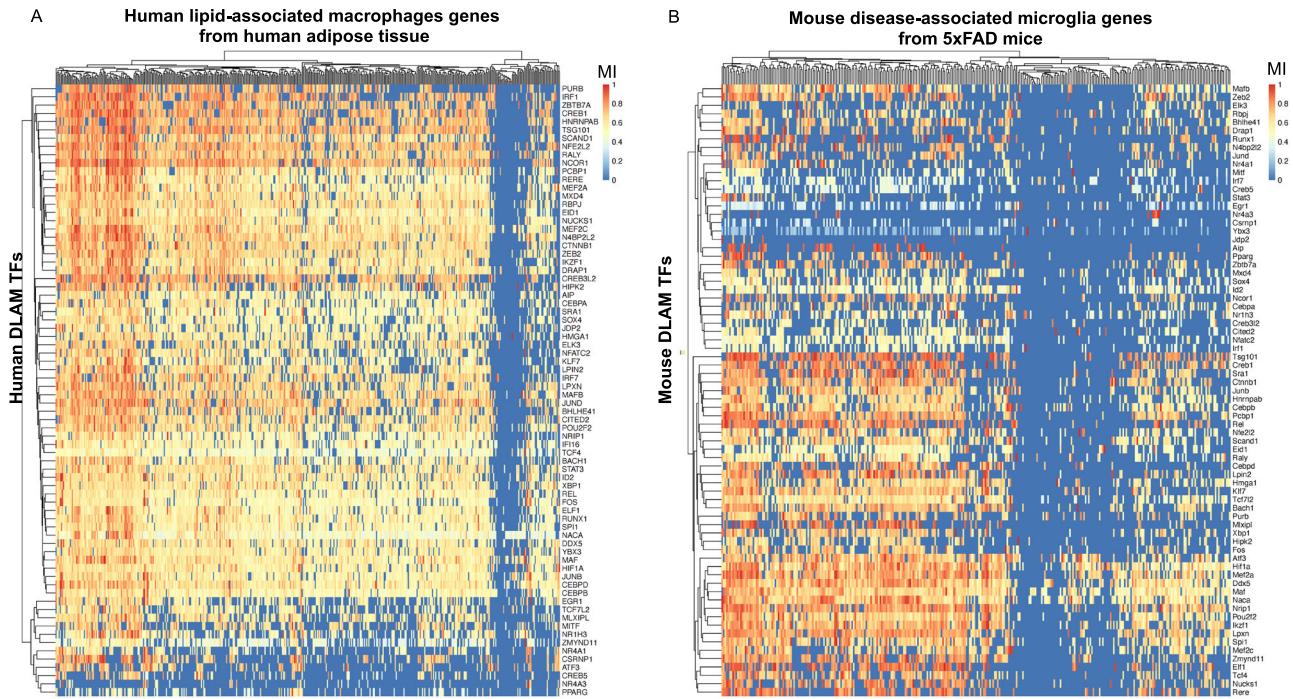 A
Human lipid-associated macrophages genes
from human adipose tissue
MI
1
0.8
0.6
0.4
0.2
0
Human DLAM TFs
PURB
IRF1
ZBTB7A
CREB1
HNRNPAB
TSG101
SCAND1
NFE2L2
RALY
NCOR1
PCBP1
RERE
MEF2A
MXD4
RBPJ
EID1
NUCKS1
MEF2C
N4BP2L2
CTNNB1
ZEB2
IKZF1
DRAP1
CREB3L2
HIPK2
AIP
CEBPA
SRA1
SOX4
JDP2
HMGA1
ELK3
NFATC2
KLF7
LPIN2
IRF7
LPXN
MAFB
JUND
BHLHE41
CITED2
POU2F2
NRIP1
IFI16
TCF4
BACH1
STAT3
ID2
XBP1
REL
FOS
ELF1
RUNX1
SPI1
NACA
DDX5
YBX3
MAF
HIF1A
JUNB
CEBPD
CEBPB
EGR1
TCF7L2
MLXIPL
MITF
NR1H3
ZMYND11
NR4A1
CSRNP1
ATF3
CREB5
NR4A3
PPARG
B
Mouse disease-associated microglia genes
from 5xFAD mice
MI
1
0.8
0.6
0.4
0.2
0
Mouse DLAM TFs
Mafb
Zeb2
Elk3
Rbpj
Bhlhe41
Drap1
Runx1
N4bp2l2
Jund
Nr4a1
Mitf
Irf7
Creb5
Stat3
Egr1
Nr4a3
Csrnp1
Ybx3
Jdp2
Aip
Pparg
Zbtb7a
Mxd4
Sox4
Id2
Ncor1
Cebpa
Nr1h3
Creb3l2
Cited2
Nfatc2
Irf1
Tsg101
Creb1
Sra1
Ctnnb1
Junb
Hnrnpab
Cebpb
Pcbp1
Rel
Nfe2l2
Scand1
Eid1
Raly
Cebpd
Lpin2
Hmga1
Klf7
Tcf7l2
Bach1
Purb
Mlxipl
Xbp1
Hipk2
Fos
Atf3
Hif1a
Mef2a
Ddx5
Maf
Naca
Nrip1
Pou2f2
Ikzf1
Lpxn
Spi1
Mef2c
Zmynd11
Elf1
Tcf4
Nucks1
Rere